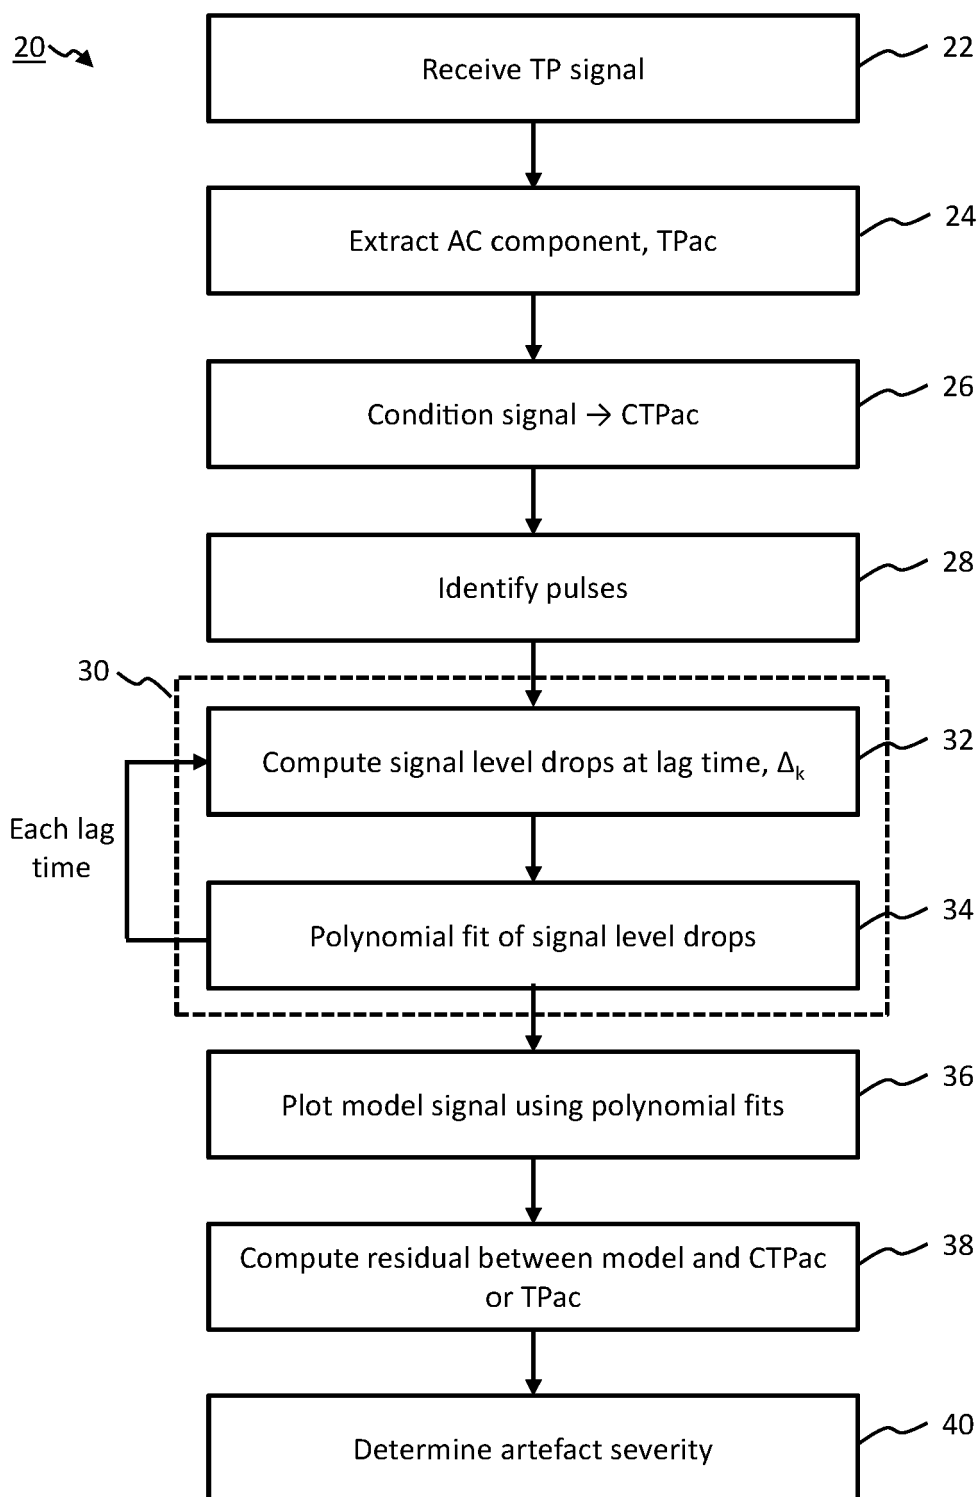 20
Receive TP signal
22
Extract AC component, TPac
24
Condition signal → CTPac
26
Identify pulses
28
30
Compute signal level drops at lag time, Δk
32
Each lag
time
Polynomial fit of signal level drops
34
Plot model signal using polynomial fits
36
Compute residual between model and CTPac
or TPac
38
Determine artefact severity
40